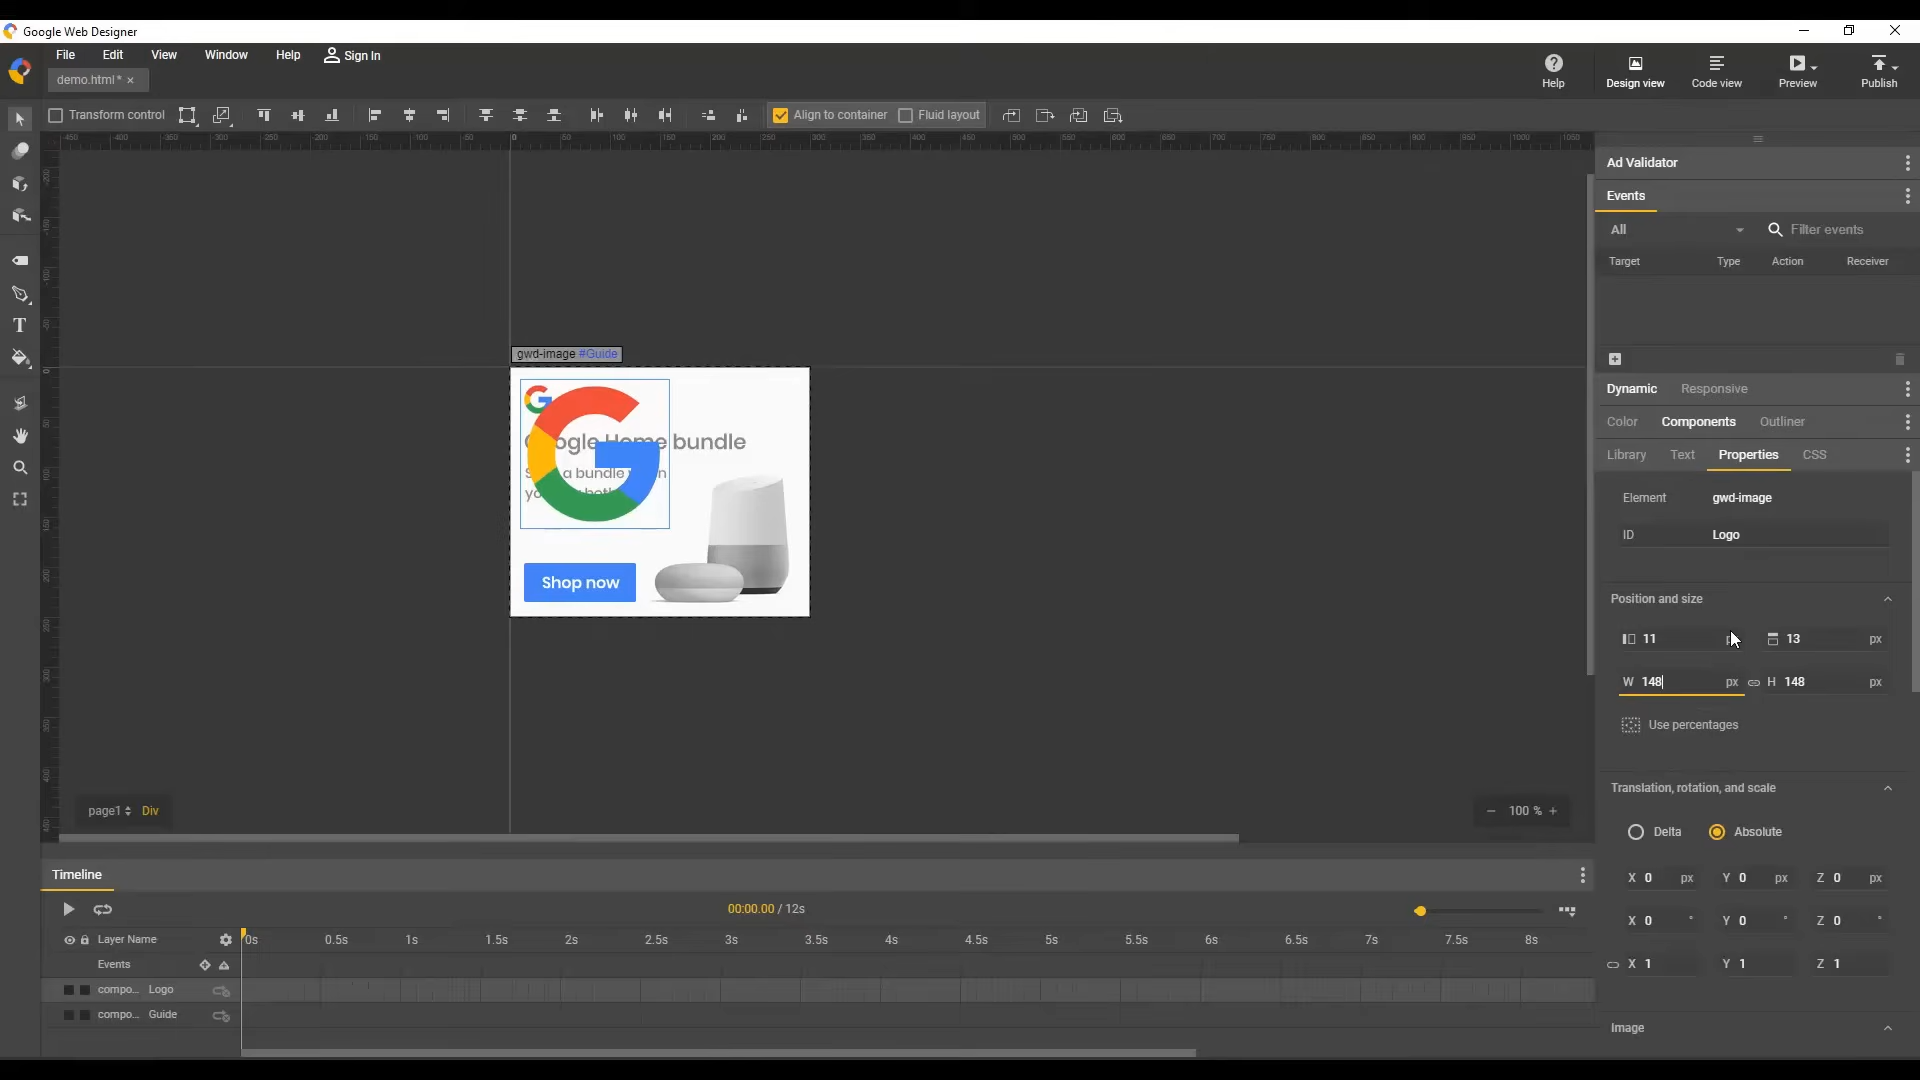 Google Web Designer
File Edit View Window Help Sign In
demo.html* ×
Help Design view Code view Preview Publish
Transform control Align to container Fluid layout
Ad Validator
Events
All Filter events
Target Type Action Receiver
gwd-image #Guide
Google Home bundle
Shop now
Dynamic Responsive
Color Components Outliner
Library Text Properties CSS
Element gwd-image
ID Logo
Position and size
11 13 px
W 148 px H 148 px
Use percentages
Translation, rotation, and scale
Delta Absolute
X 0 px Y 0 px Z 0 px
X 0 ° Y 0 ° Z 0 °
X 1 Y 1 Z 1
Image
page1 Div
− 100 % +
Timeline
00:00.00 / 12s
Layer Name 0s 0.5s 1s 1.5s 2s 2.5s 3s 3.5s 4s 4.5s 5s 5.5s 6s 6.5s 7s 7.5s 8s
Events
compo... Logo
compo... Guide